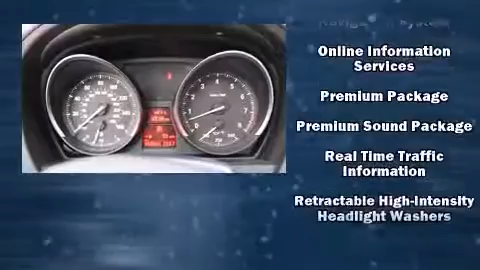 Online Information
Services
Premium Package
Premium Sound Package
Real Time Traffic
Information
Retractable High-Intensity
Headlight Washers